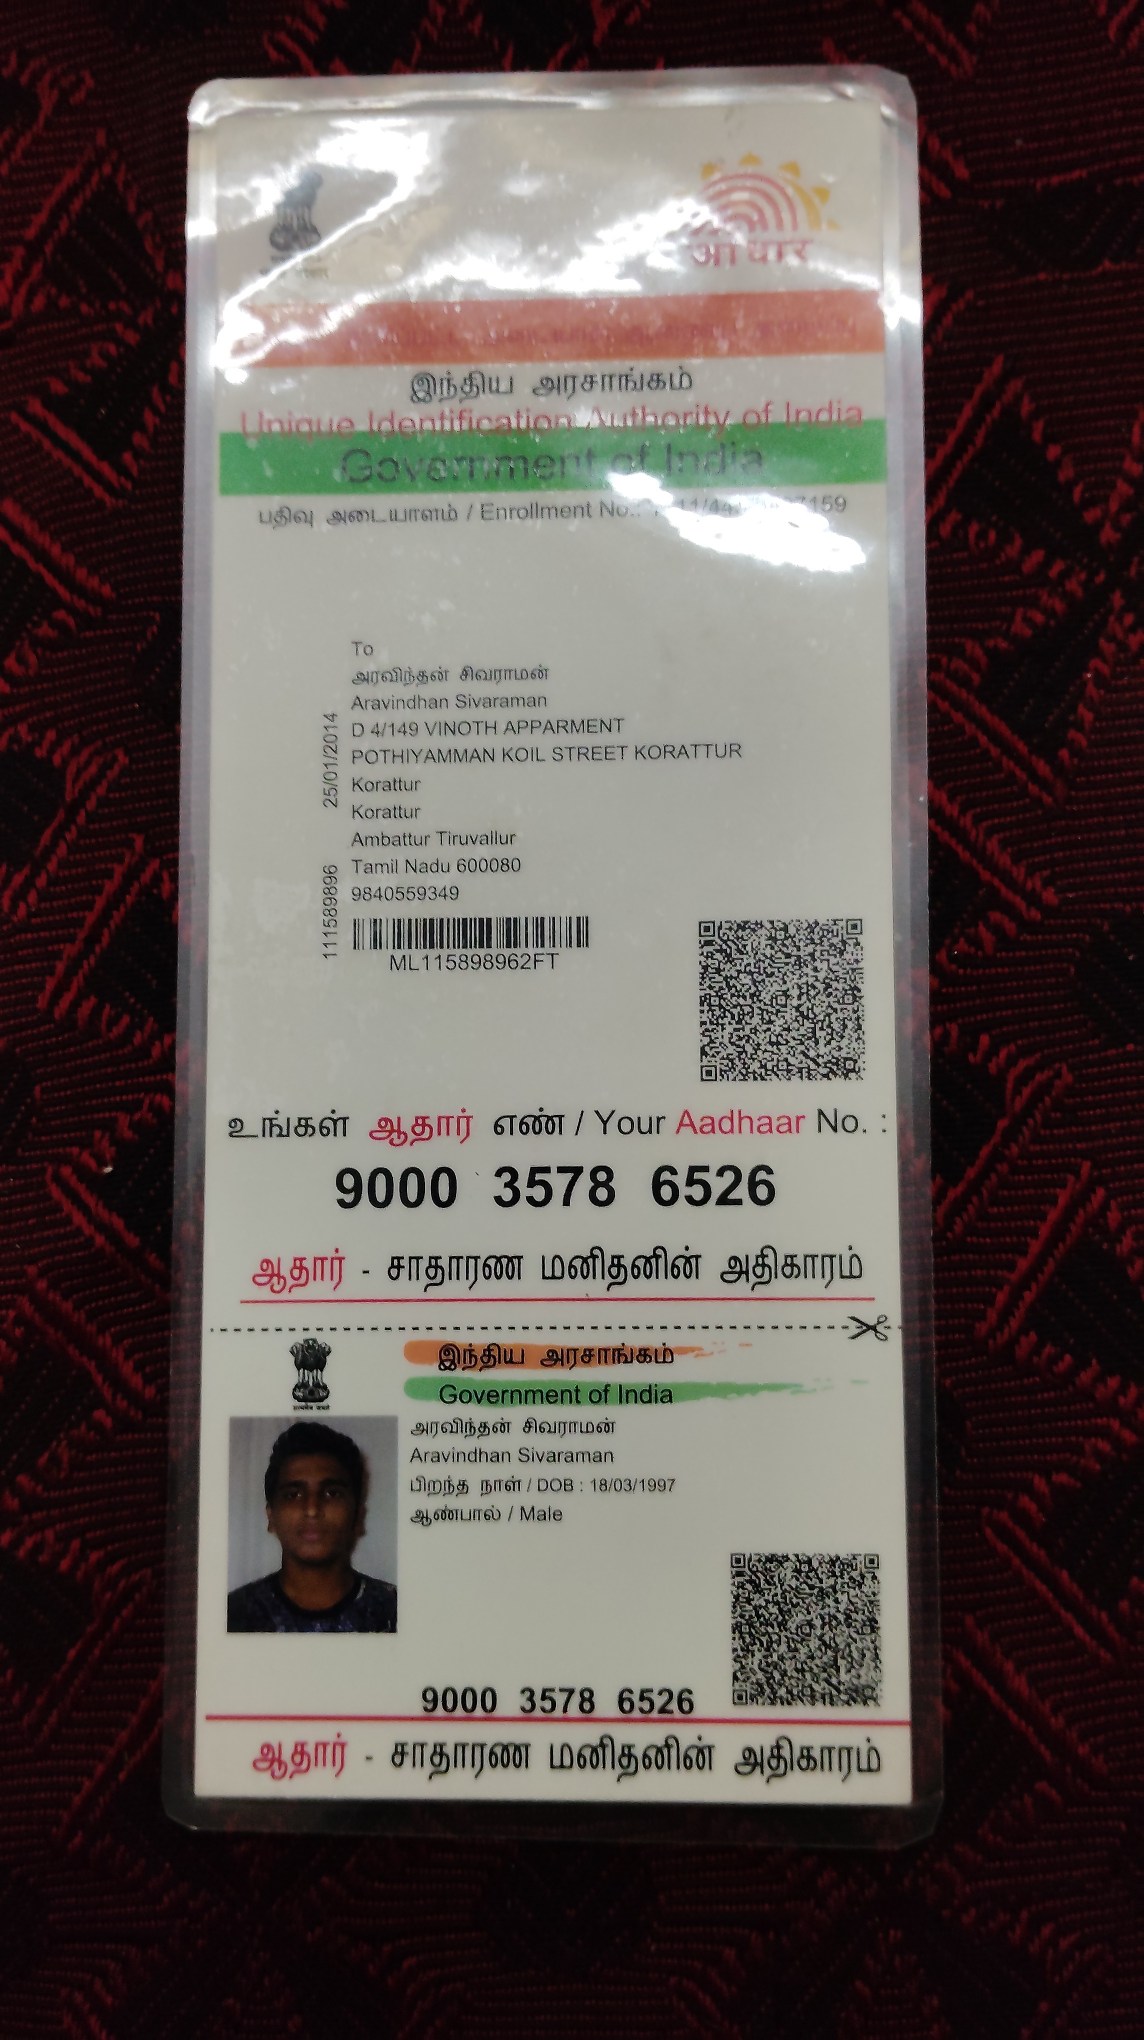 आधार
இந்திய அரசாங்கம்
Unique Identification Authority of India
Government of India
பதிவு அடையாளம் / Enrollment No.:
To
அரவிந்தன் சிவராமன்
Aravindhan Sivaraman
D 4/149 VINOTH APPARMENT
POTHIYAMMAN KOIL STREET KORATTUR
Korattur
Korattur
Ambattur Tiruvallur
Tamil Nadu 600080
9840559349
25/01/2014
111589896
ML115898962FT
உங்கள் ஆதார் எண் / Your Aadhaar No. :
9000 3578 6526
ஆதார் - சாதாரண மனிதனின் அதிகாரம்
இந்திய அரசாங்கம்
Government of India
அரவிந்தன் சிவராமன்
Aravindhan Sivaraman
பிறந்த நாள் / DOB : 18/03/1997
ஆண்பால் / Male
9000 3578 6526
ஆதார் - சாதாரண மனிதனின் அதிகாரம்